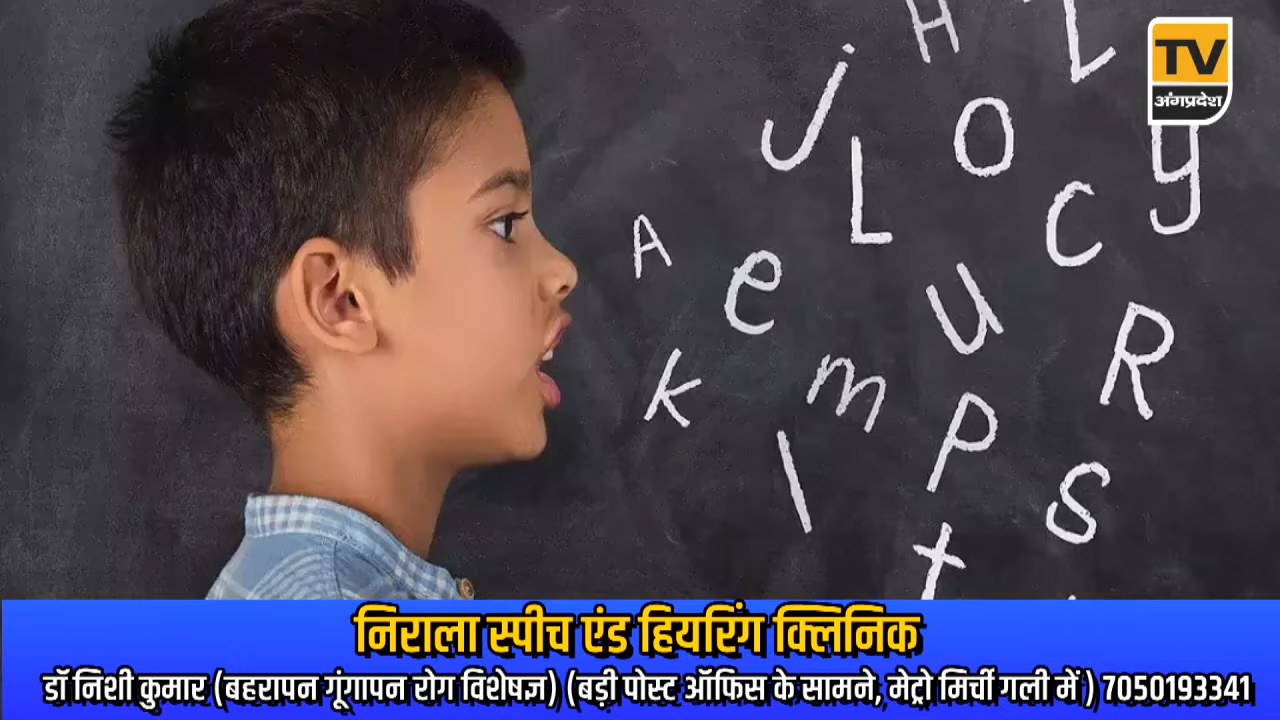 H L
TV
अंगप्रदेश
J O y
L C
A e u
R
K m
P
l S
t
निराला स्पीच एंड हियरिंग क्लिनिक
डॉ निशी कुमार (बहरापन गूंगापन रोग विशेषज्ञ) (बड़ी पोस्ट ऑफिस के सामने, मेट्रो मिर्ची गली में ) 7050193341